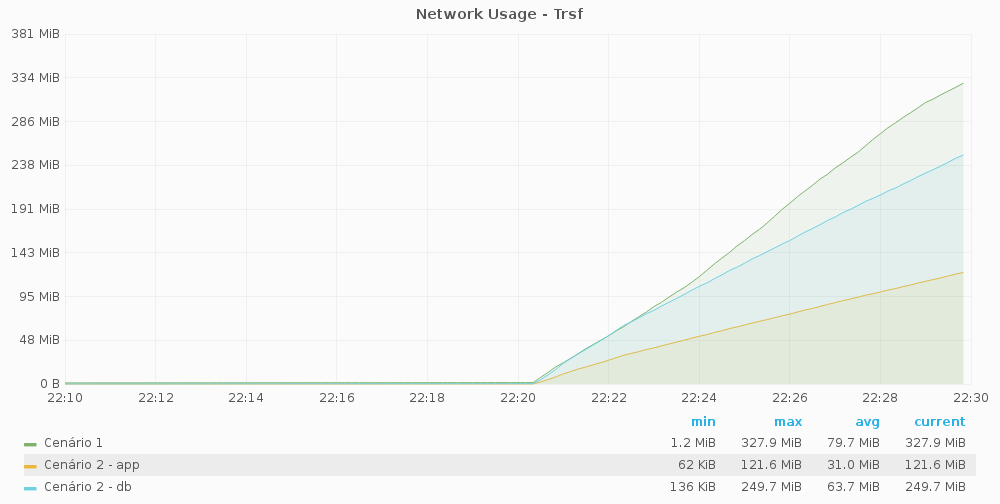 Network Usage - Trsf
381 MiB
334 MiB
286 MiB
238 MiB
191 MiB
143 MiB
95 MiB
48 MiB
0 B
22:10 22:12 22:14 22:16 22:18 22:20 22:22 22:24 22:26 22:28 22:30
min max avg current
Cenário 1 1.2 MiB 327.9 MiB 79.7 MiB 327.9 MiB
Cenário 2 - app 62 KiB 121.6 MiB 31.0 MiB 121.6 MiB
Cenário 2 - db 136 KiB 249.7 MiB 63.7 MiB 249.7 MiB